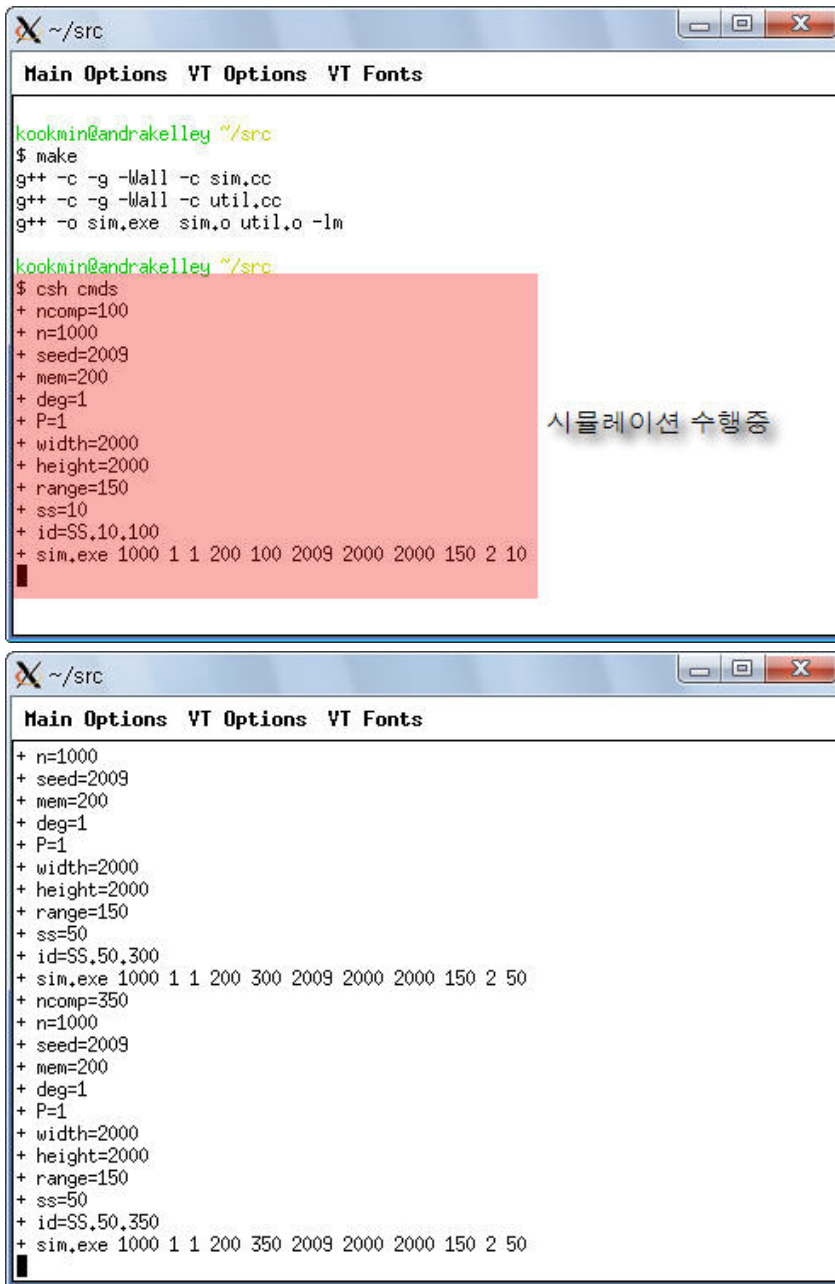 ~/src
Main Options VT Options VT Fonts
kookmin@andrakelley ~/src
$ make
g++ -c -g -Wall -c sim.cc
g++ -c -g -Wall -c util.cc
g++ -o sim.exe  sim.o util.o -lm
kookmin@andrakelley ~/src
$ csh cmds
+ ncomp=100
+ n=1000
+ seed=2009
+ mem=200
+ deg=1
+ P=1
+ width=2000
+ height=2000
+ range=150
+ ss=10
+ id=SS.10.100
+ sim.exe 1000 1 1 200 100 2009 2000 2000 150 2 10
시뮬레이션 수행중
~/src
Main Options VT Options VT Fonts
+ n=1000
+ seed=2009
+ mem=200
+ deg=1
+ P=1
+ width=2000
+ height=2000
+ range=150
+ ss=50
+ id=SS.50.300
+ sim.exe 1000 1 1 200 300 2009 2000 2000 150 2 50
+ ncomp=350
+ n=1000
+ seed=2009
+ mem=200
+ deg=1
+ P=1
+ width=2000
+ height=2000
+ range=150
+ ss=50
+ id=SS.50.350
+ sim.exe 1000 1 1 200 350 2009 2000 2000 150 2 50